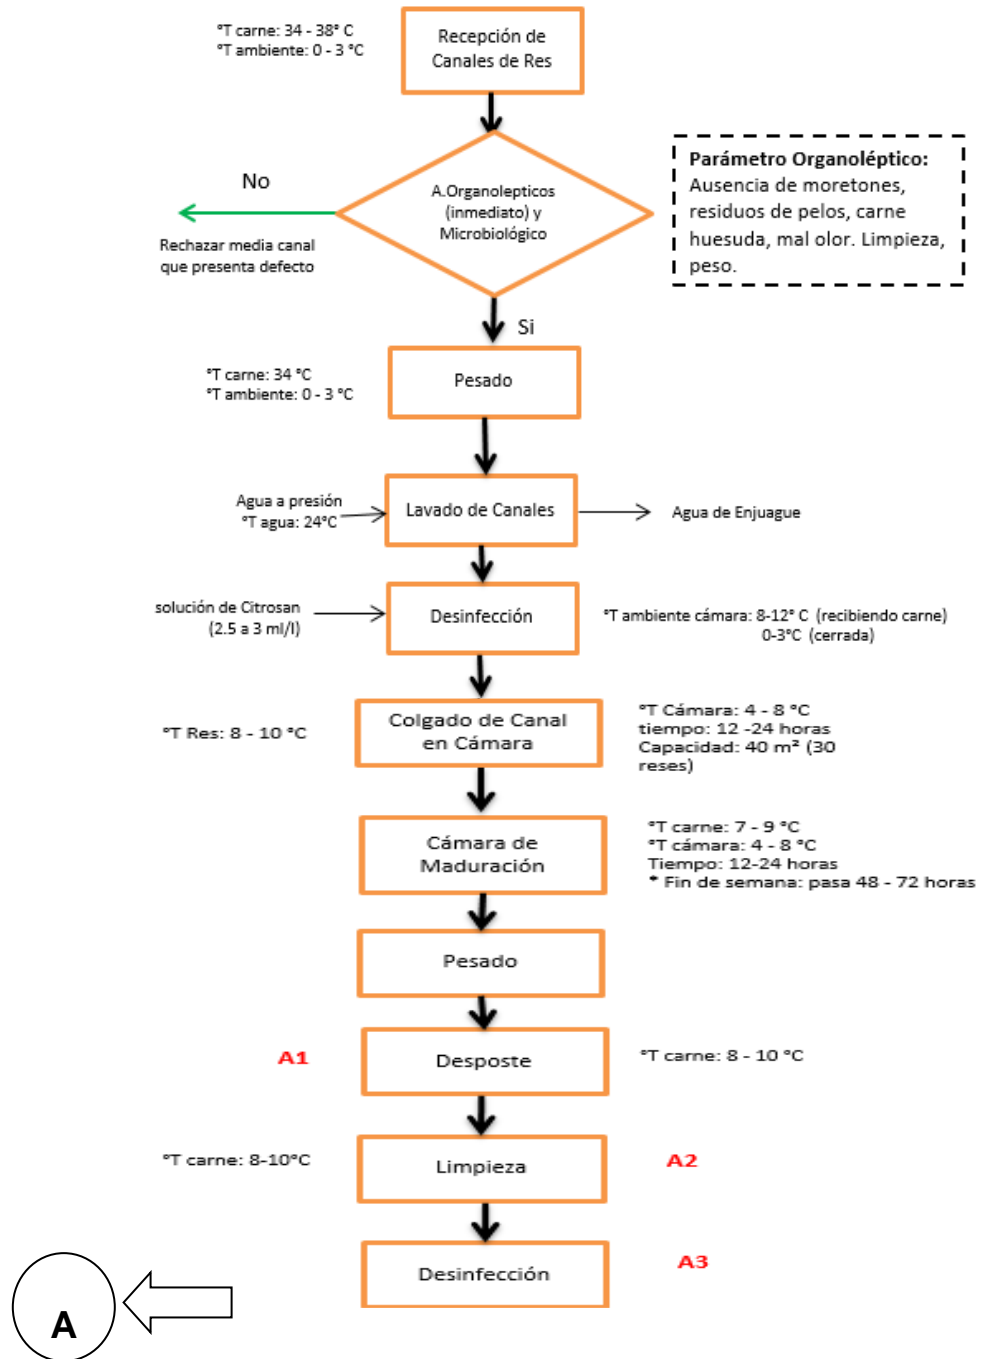 °T carne: 34 - 38° C
°T ambiente: 0 - 3 °C
Recepción de
Canales de Res
No
Rechazar media canal
que presenta defecto
A.Organolepticos
(inmediato) y
Microbiológico
Parámetro Organoléptico:
Ausencia de moretones,
residuos de pelos, carne
huesuda, mal olor. Limpieza,
peso.
Si
°T carne: 34 °C
°T ambiente: 0 - 3 °C
Pesado
Agua a presión
°T agua: 24°C
Lavado de Canales
Agua de Enjuague
solución de Citrosan
(2.5 a 3 ml/l)
Desinfección
°T ambiente cámara: 8-12° C (recibiendo carne)
0-3°C (cerrada)
°T Res: 8 - 10 °C
Colgado de Canal
en Cámara
°T Cámara: 4 - 8 °C
tiempo: 12 -24 horas
Capacidad: 40 m² (30
reses)
Cámara de
Maduración
°T carne: 7 - 9 °C
°T cámara: 4 - 8 °C
Tiempo: 12-24 horas
* Fin de semana: pasa 48 - 72 horas
Pesado
A1
Desposte
°T carne: 8 - 10 °C
°T carne: 8-10°C
Limpieza
A2
Desinfección
A3
A